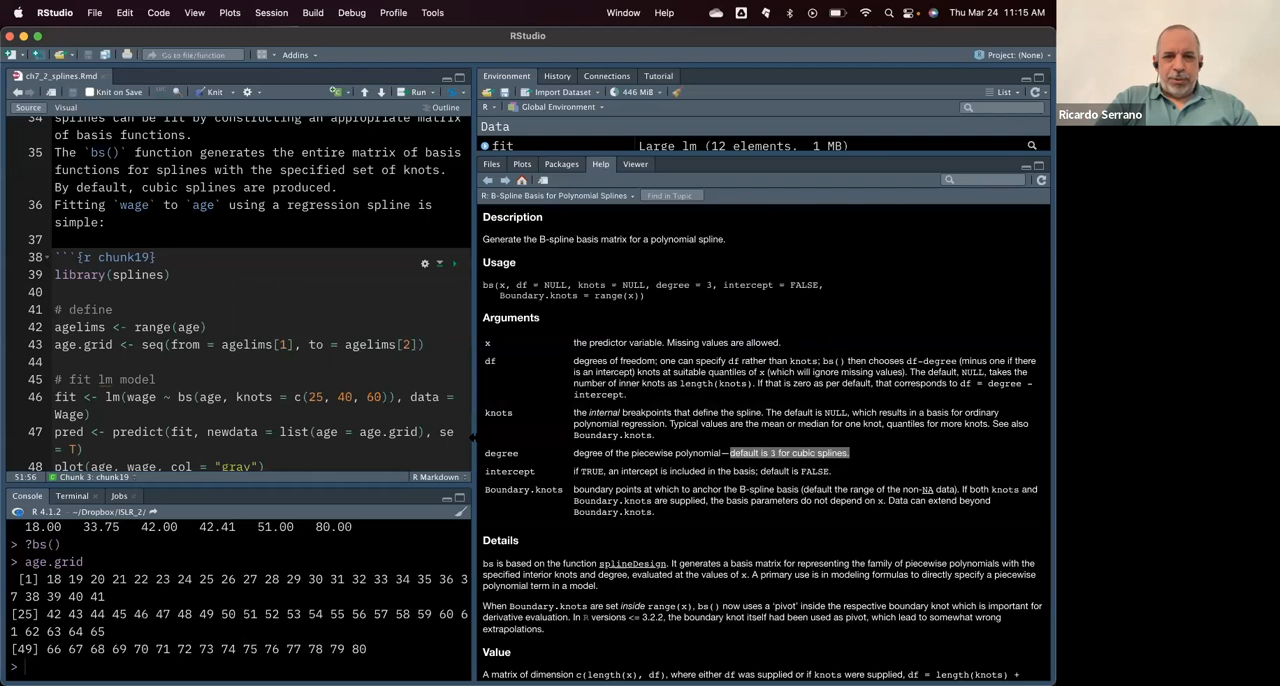 RStudio File Edit Code View Plots Session Build Debug Profile Tools Window Help Thu Mar 24 11:15 AM
RStudio
Go to file/function Addins Project: (None)
ch7_2_splines.Rmd
Knit on Save Knit Run
Source Visual Outline
34 splines can be fit by constructing an appropriate matrix
of basis functions.
35 The `bs()` function generates the entire matrix of basis
functions for splines with the specified set of knots.
By default, cubic splines are produced.
36 Fitting `wage` to `age` using a regression spline is
simple:
37
38 ```{r chunk19}
39 library(splines)
40
41 # define
42 agelims <- range(age)
43 age.grid <- seq(from = agelims[1], to = agelims[2])
44
45 # fit lm model
46 fit <- lm(wage ~ bs(age, knots = c(25, 40, 60)), data =
Wage)
47 pred <- predict(fit, newdata = list(age = age.grid), se
= T)
48 plot(age, wage, col = "gray")
51:56 Chunk 3: chunk19 R Markdown
Console Terminal Jobs
R 4.1.2 · ~/Dropbox/ISLR_2/
18.00 33.75 42.00 42.41 51.00 80.00
> ?bs()
> age.grid
[1] 18 19 20 21 22 23 24 25 26 27 28 29 30 31 32 33 34 35 36 3
7 38 39 40 41
[25] 42 43 44 45 46 47 48 49 50 51 52 53 54 55 56 57 58 59 60 6
1 62 63 64 65
[49] 66 67 68 69 70 71 72 73 74 75 76 77 78 79 80
>
Environment History Connections Tutorial
Import Dataset 446 MiB List
R Global Environment
Data
fit Large lm (12 elements. 1 MB)
Files Plots Packages Help Viewer
R: B-Spline Basis for Polynomial Splines Find in Topic
Description
Generate the B-spline basis matrix for a polynomial spline.
Usage
bs(x, df = NULL, knots = NULL, degree = 3, intercept = FALSE,
Boundary.knots = range(x))
Arguments
x the predictor variable. Missing values are allowed.
df degrees of freedom; one can specify df rather than knots; bs() then chooses df-degree (minus one if there
is an intercept) knots at suitable quantiles of x (which will ignore missing values). The default, NULL, takes the
number of inner knots as length(knots). If that is zero as per default, that corresponds to df = degree -
intercept.
knots the internal breakpoints that define the spline. The default is NULL, which results in a basis for ordinary
polynomial regression. Typical values are the mean or median for one knot, quantiles for more knots. See also
Boundary.knots.
degree degree of the piecewise polynomial—default is 3 for cubic splines.
intercept if TRUE, an intercept is included in the basis; default is FALSE.
Boundary.knots boundary points at which to anchor the B-spline basis (default the range of the non-NA data). If both knots and
Boundary.knots are supplied, the basis parameters do not depend on x. Data can extend beyond
Boundary.knots.
Details
bs is based on the function splineDesign. It generates a basis matrix for representing the family of piecewise polynomials with the
specified interior knots and degree, evaluated at the values of x. A primary use is in modeling formulas to directly specify a piecewise
polynomial term in a model.
When Boundary.knots are set inside range(x), bs() now uses a 'pivot' inside the respective boundary knot which is important for
derivative evaluation. In R versions <= 3.2.2, the boundary knot itself had been used as pivot, which lead to somewhat wrong
extrapolations.
Value
A matrix of dimension c(length(x), df), where either df was supplied or if knots were supplied, df = length(knots) +
Ricardo Serrano